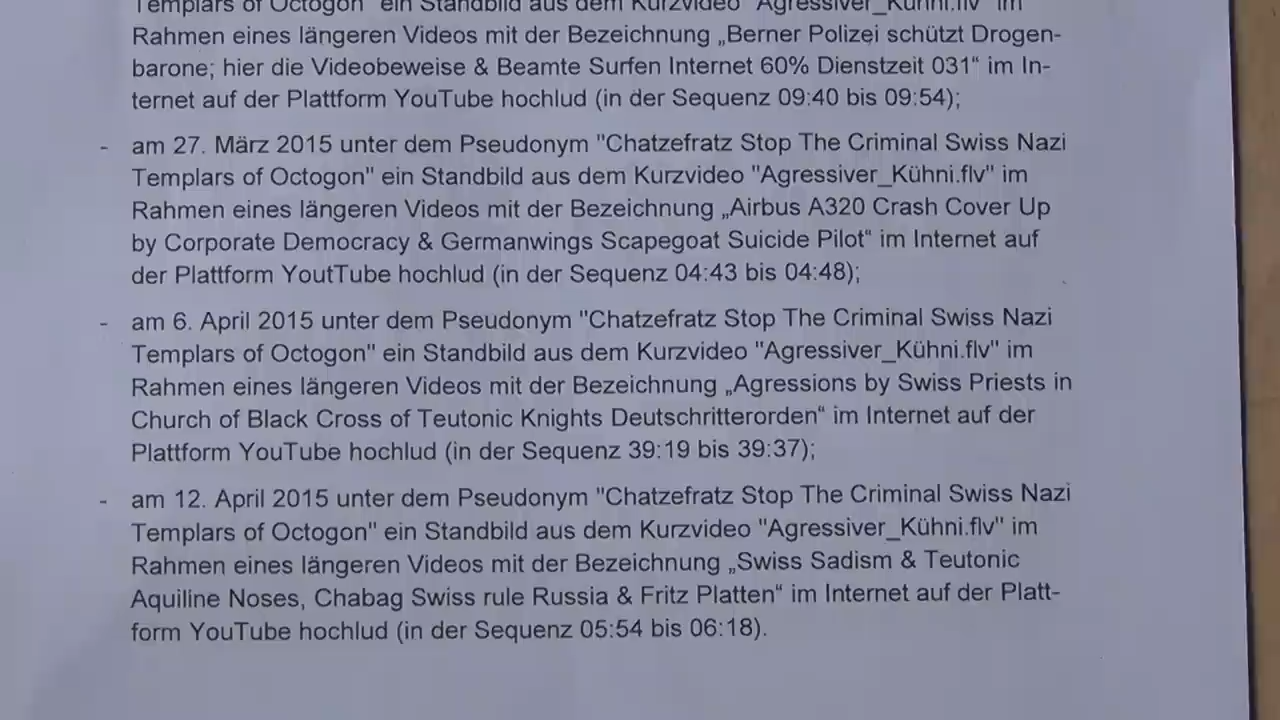 Templars of Octogon" ein Standbild aus dem Kurzvideo "Agressiver_Kühni.flv" im
Rahmen eines längeren Videos mit der Bezeichnung „Berner Polizei schützt Drogen-
barone; hier die Videobeweise & Beamte Surfen Internet 60% Dienstzeit 031“ im In-
ternet auf der Plattform YouTube hochlud (in der Sequenz 09:40 bis 09:54);
- am 27. März 2015 unter dem Pseudonym "Chatzefratz Stop The Criminal Swiss Nazi
Templars of Octogon" ein Standbild aus dem Kurzvideo "Agressiver_Kühni.flv" im
Rahmen eines längeren Videos mit der Bezeichnung „Airbus A320 Crash Cover Up
by Corporate Democracy & Germanwings Scapegoat Suicide Pilot“ im Internet auf
der Plattform YoutTube hochlud (in der Sequenz 04:43 bis 04:48);
- am 6. April 2015 unter dem Pseudonym "Chatzefratz Stop The Criminal Swiss Nazi
Templars of Octogon" ein Standbild aus dem Kurzvideo "Agressiver_Kühni.flv" im
Rahmen eines längeren Videos mit der Bezeichnung „Agressions by Swiss Priests in
Church of Black Cross of Teutonic Knights Deutschritterorden“ im Internet auf der
Plattform YouTube hochlud (in der Sequenz 39:19 bis 39:37);
- am 12. April 2015 unter dem Pseudonym "Chatzefratz Stop The Criminal Swiss Nazi
Templars of Octogon" ein Standbild aus dem Kurzvideo "Agressiver_Kühni.flv" im
Rahmen eines längeren Videos mit der Bezeichnung „Swiss Sadism & Teutonic
Aquiline Noses, Chabag Swiss rule Russia & Fritz Platten“ im Internet auf der Platt-
form YouTube hochlud (in der Sequenz 05:54 bis 06:18).